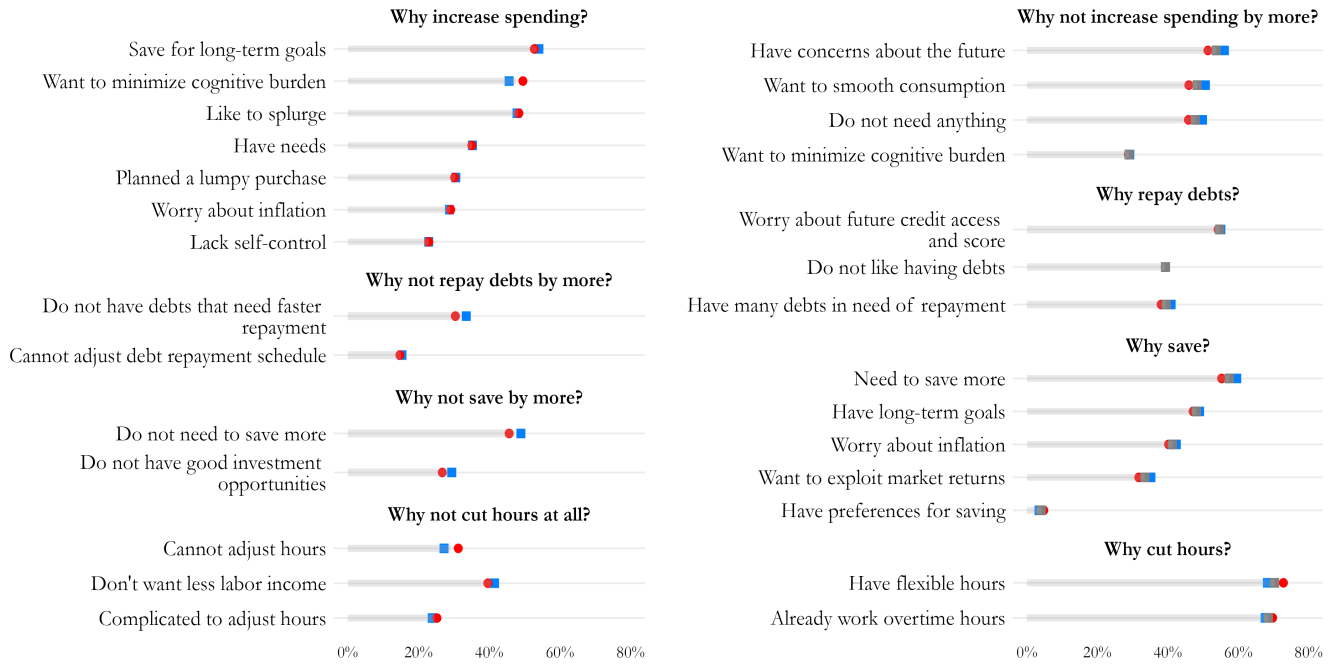 Why increase spending?
Save for long-term goals
Want to minimize cognitive burden
Like to splurge
Have needs
Planned a lumpy purchase
Worry about inflation
Lack self-control
Why not repay debts by more?
Do not have debts that need faster
repayment
Cannot adjust debt repayment schedule
Why not save by more?
Do not need to save more
Do not have good investment
opportunities
Why not cut hours at all?
Cannot adjust hours
Don't want less labor income
Complicated to adjust hours
0% 20% 40% 60% 80%
Why not increase spending by more?
Have concerns about the future
Want to smooth consumption
Do not need anything
Want to minimize cognitive burden
Why repay debts?
Worry about future credit access
and score
Do not like having debts
Have many debts in need of repayment
Why save?
Need to save more
Have long-term goals
Worry about inflation
Want to exploit market returns
Have preferences for saving
Why cut hours?
Have flexible hours
Already work overtime hours
0% 20% 40% 60% 80%